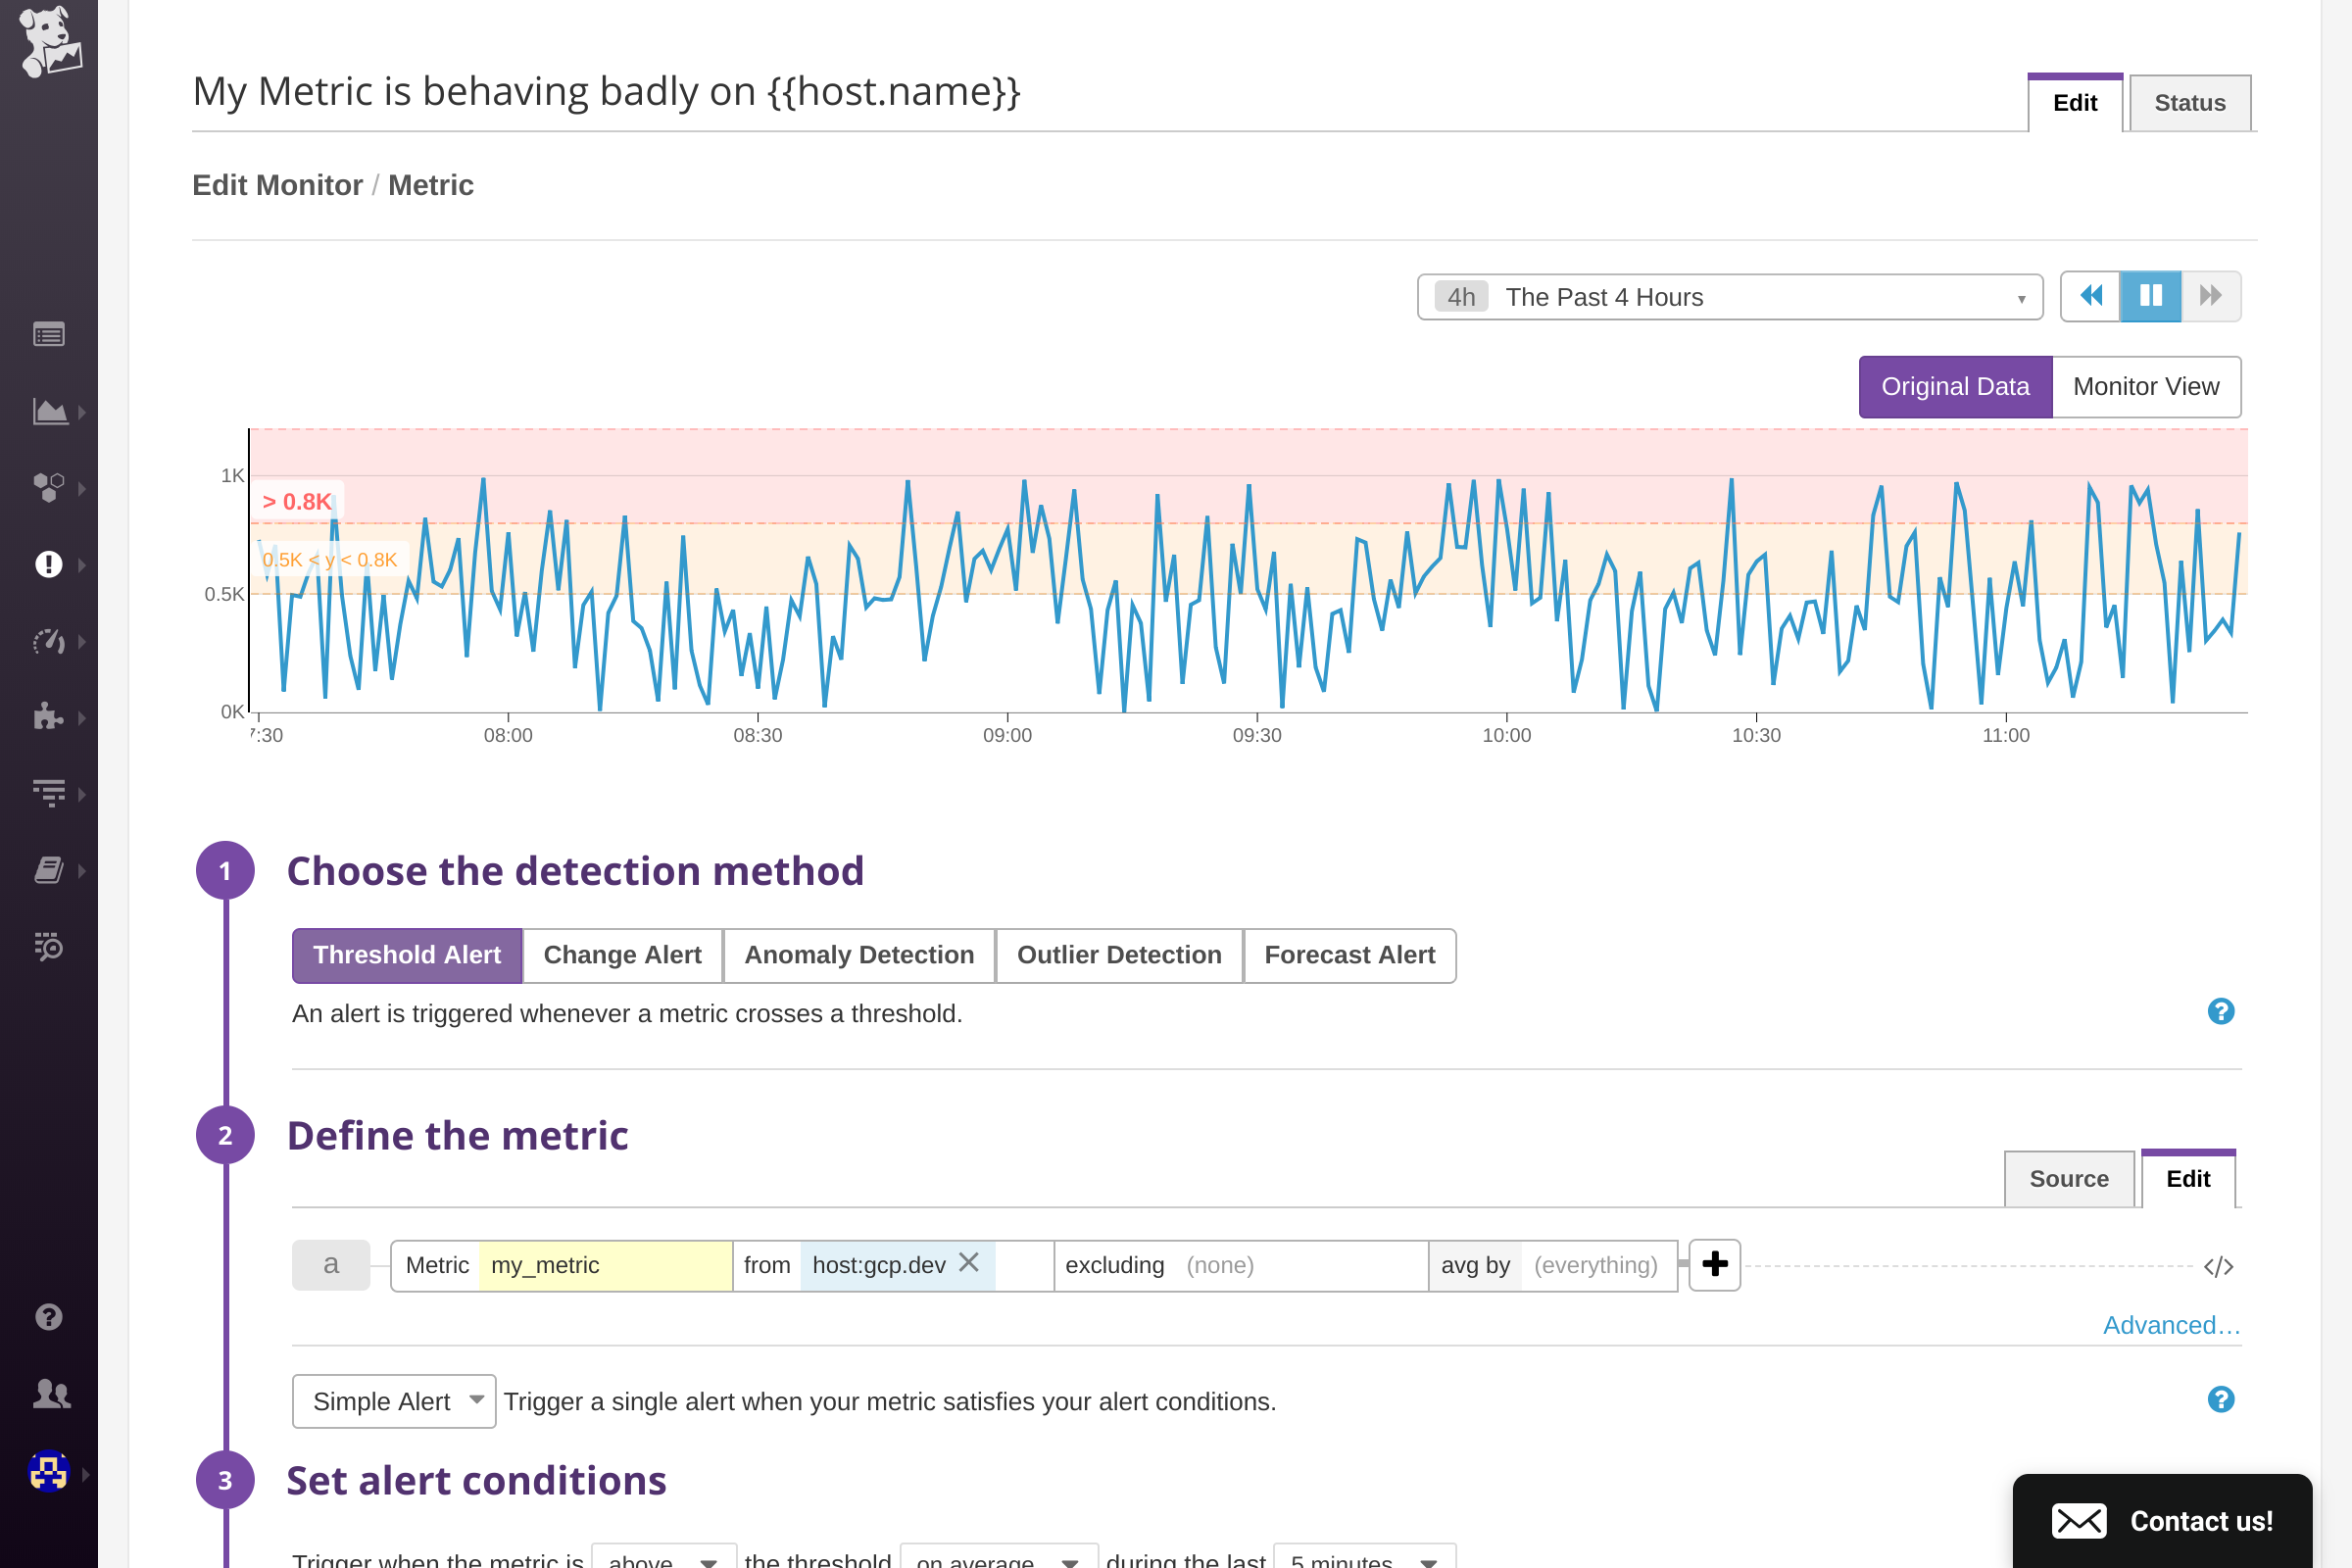 My Metric is behaving badly on {{host.name}}
Edit
Status
Edit Monitor / Metric
4h The Past 4 Hours
Original Data
Monitor View
1K
> 0.8K
0.5K < y < 0.8K
0.5K
0K
7:30 08:00 08:30 09:00 09:30 10:00 10:30 11:00
1 Choose the detection method
Threshold Alert Change Alert Anomaly Detection Outlier Detection Forecast Alert
An alert is triggered whenever a metric crosses a threshold.
?
2 Define the metric
Source Edit
a Metric my_metric from host:gcp.dev excluding (none) avg by (everything) </>
Advanced...
Simple Alert Trigger a single alert when your metric satisfies your alert conditions.
?
3 Set alert conditions
Contact us!
Trigger when the metric is above the threshold on average during the last 5 minutes